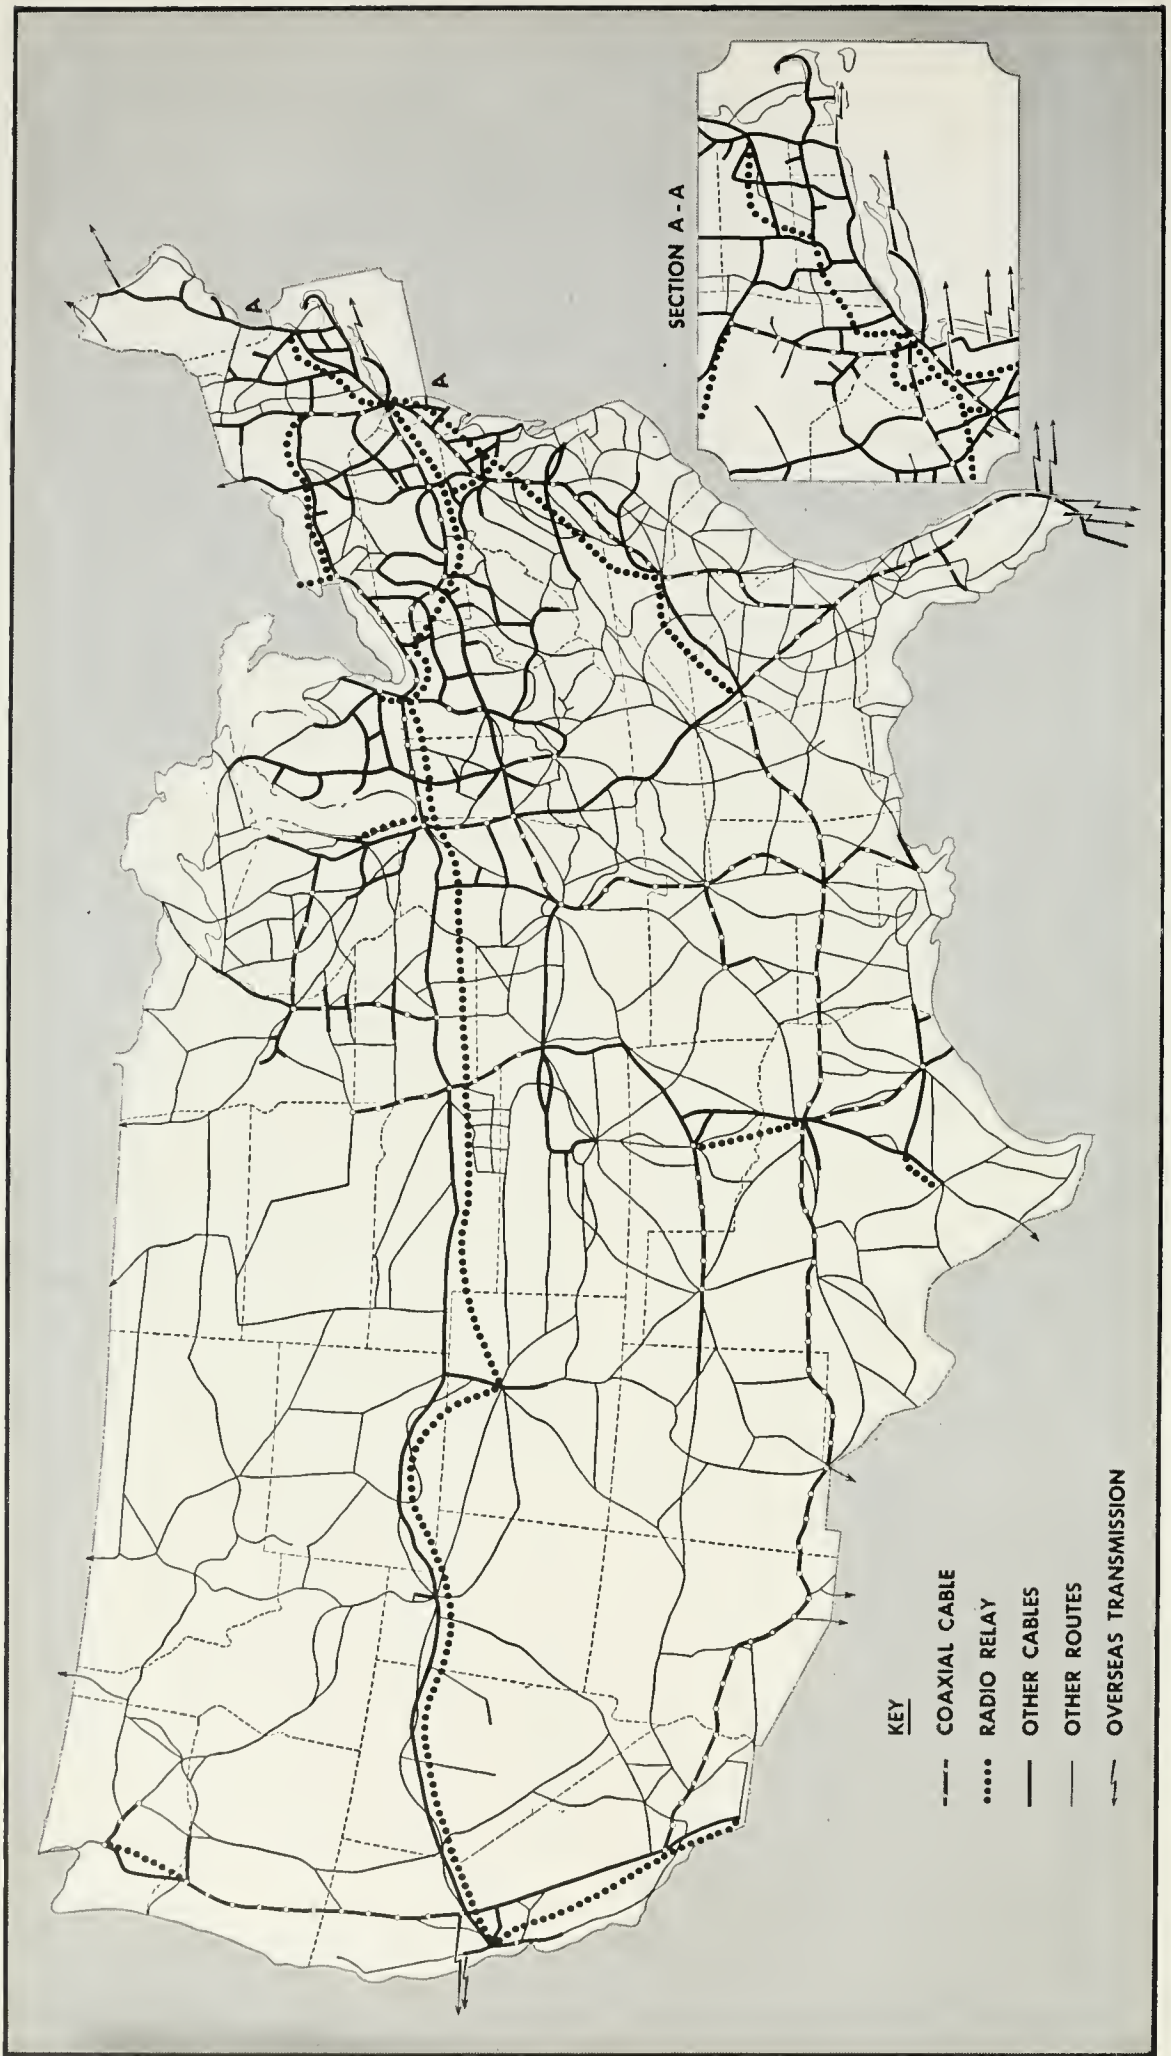 A
A
SECTION A - A
KEY
COAXIAL CABLE
RADIO RELAY
OTHER CABLES
OTHER ROUTES
OVERSEAS TRANSMISSION